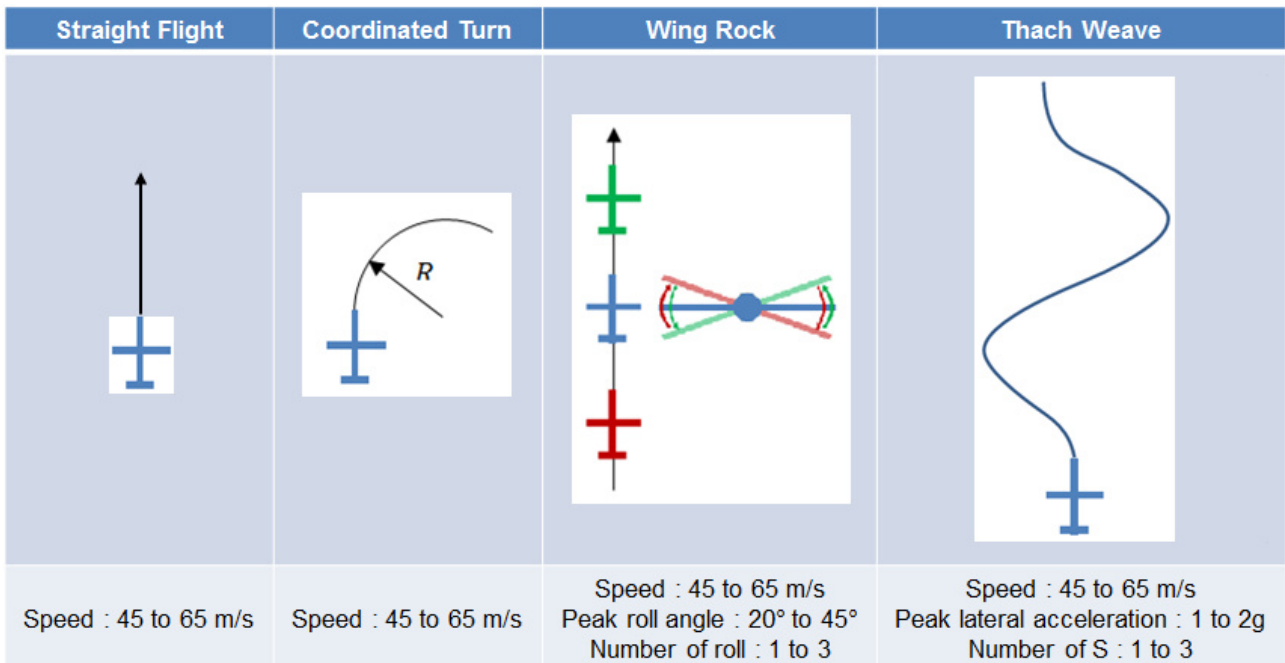 Straight Flight
Coordinated Turn
Wing Rock
Thach Weave
R
Speed : 45 to 65 m/s
Speed : 45 to 65 m/s
Speed : 45 to 65 m/s
Peak roll angle : 20° to 45°
Number of roll : 1 to 3
Speed : 45 to 65 m/s
Peak lateral acceleration : 1 to 2g
Number of S : 1 to 3